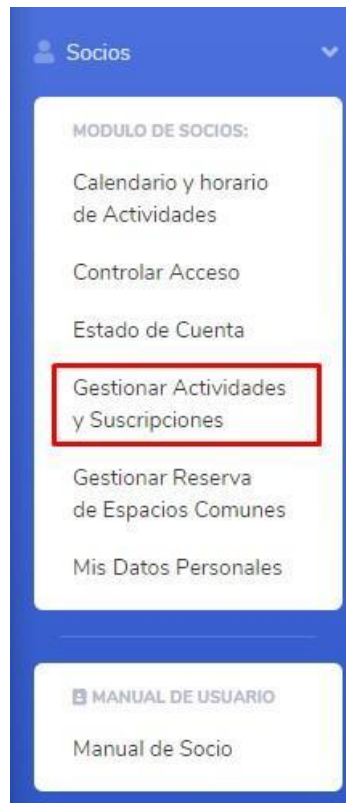 Socios
MODULO DE SOCIOS:
Calendario y horario
de Actividades
Controlar Acceso
Estado de Cuenta
Gestionar Actividades
y Suscripciones
Gestionar Reserva
de Espacios Comunes
Mis Datos Personales
MANUAL DE USUARIO
Manual de Socio